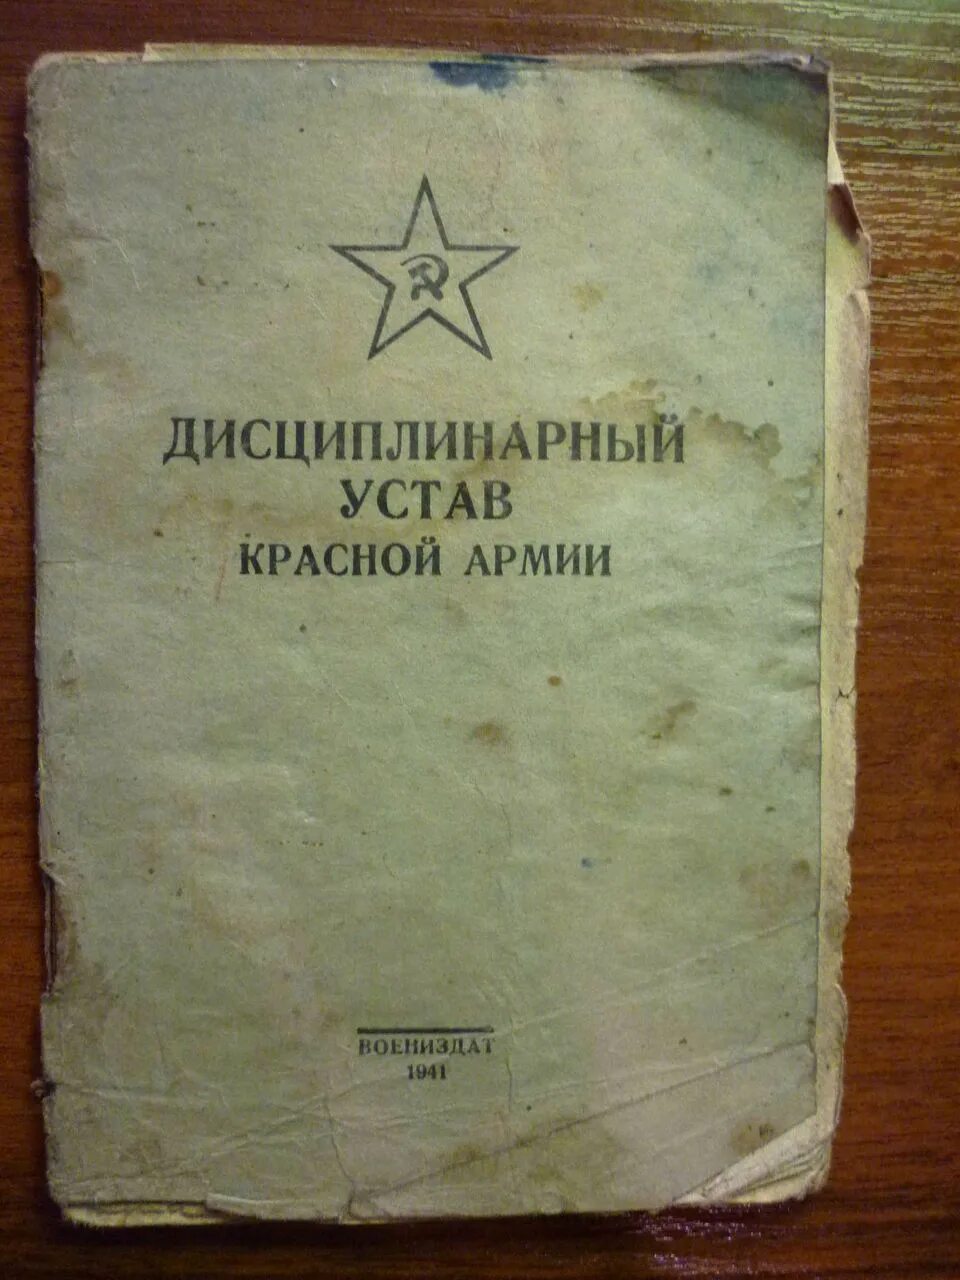 ДИСЦИПЛИНАРНЫЙ
УСТАВ
КРАСНОЙ АРМИИ
ВОЕНИЗДАТ
1941